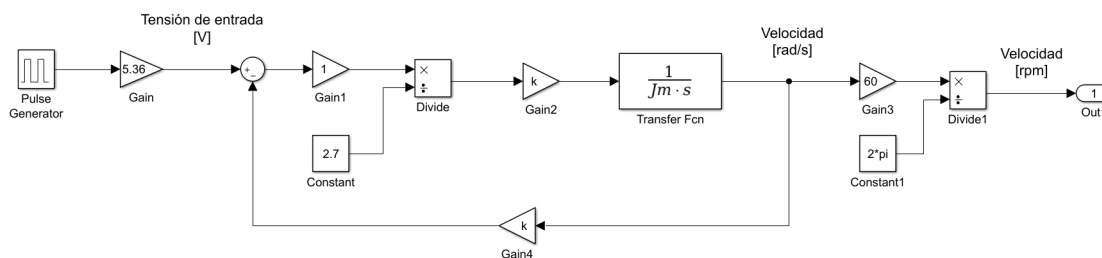 Tensión de entrada
[V]
Velocidad
[rad/s]
Velocidad
[rpm]
Pulse
Generator
5.36
Gain
+
−
1
Gain1
×
÷
Divide
2.7
Constant
k
Gain2
1
Jm · s
Transfer Fcn
60
Gain3
×
÷
Divide1
2*pi
Constant1
1
Out1
k
Gain4